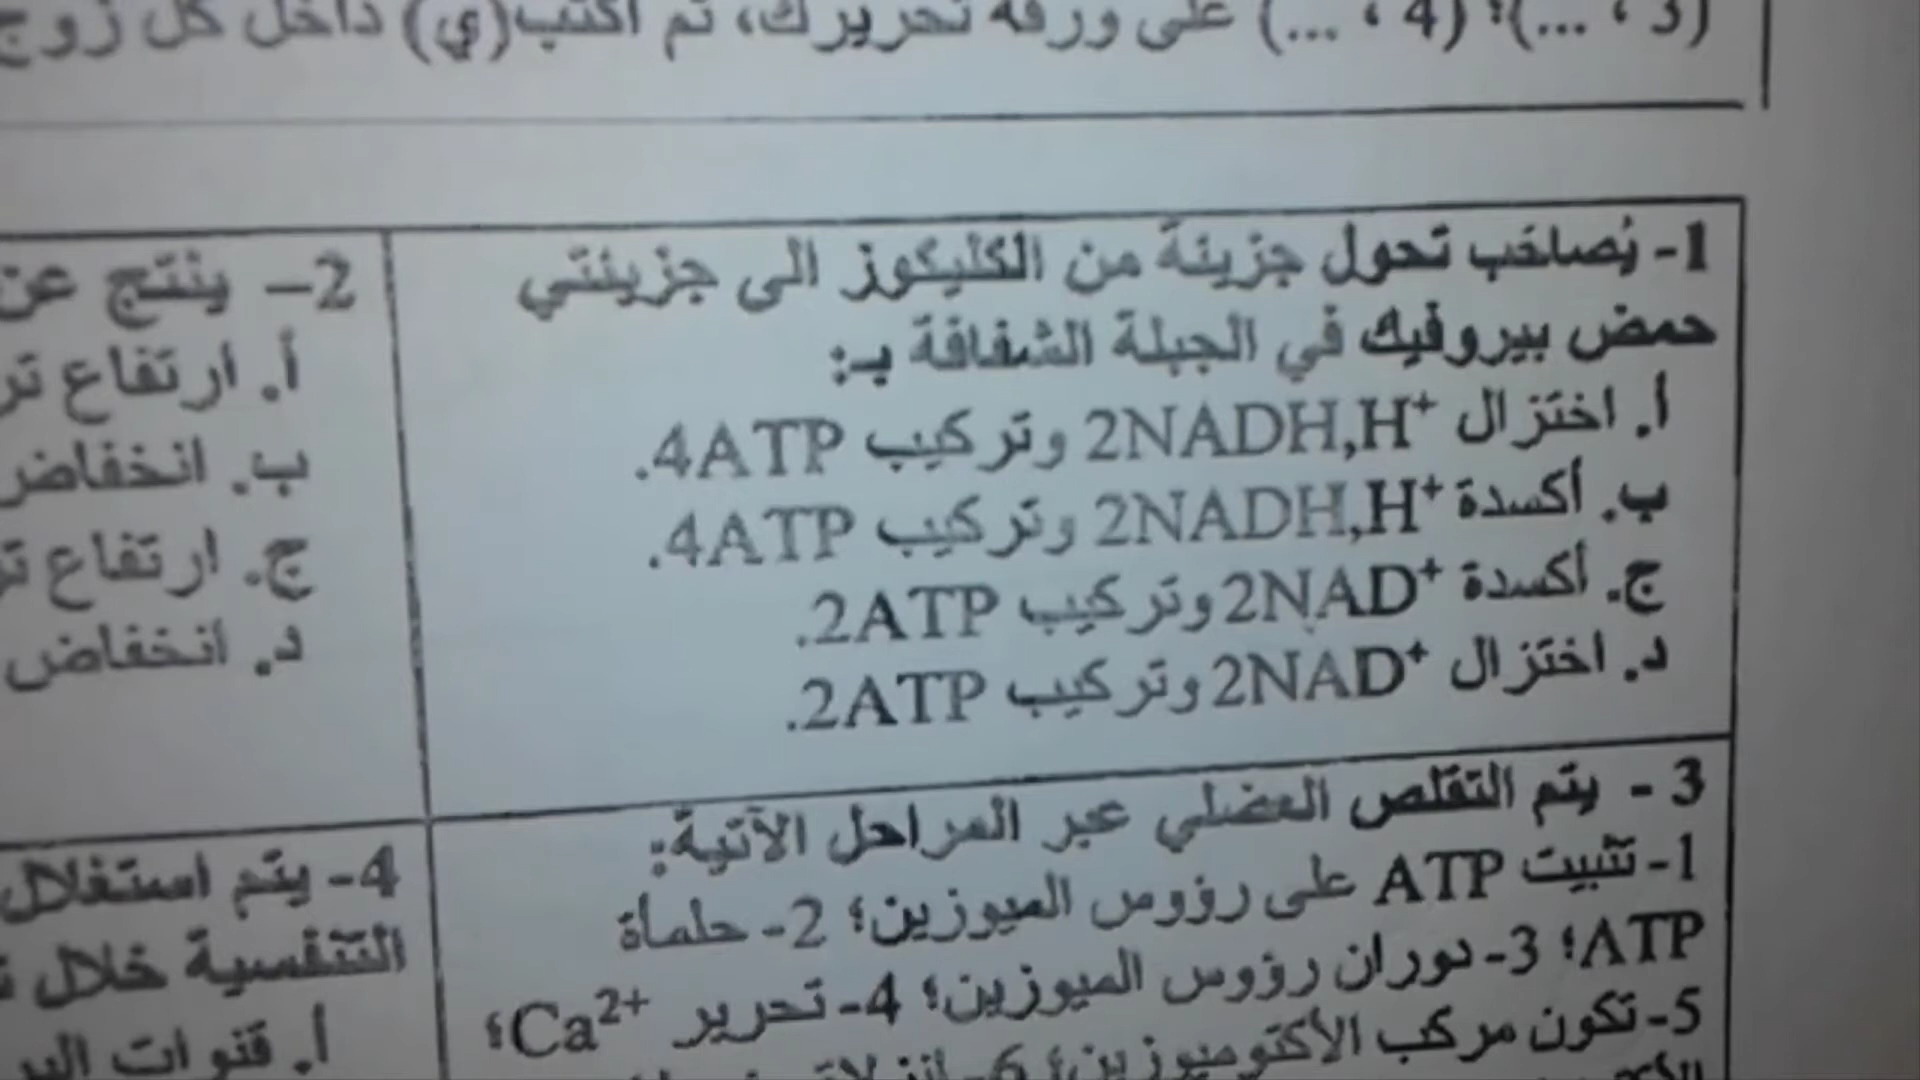 (3 ، ...)؛ (4 ، ...) على ورقة تحريرك، ثم اكتب(ي) داخل كل زوج
1- يُصاحَب تحول جزيئة من الكليكوز الى جزيئتي
حمض بيروفيك في الجبلة الشفافة بـ:
أ. اختزال 2NADH,H⁺ وتركيب 4ATP.
ب. أكسدة 2NADH,H⁺ وتركيب 4ATP.
ج. أكسدة 2NAD⁺ وتركيب 2ATP.
د. اختزال 2NAD⁺ وتركيب 2ATP.
2– ينتج عن
أ. ارتفاع
ب. انخفاض
ج. ارتفاع
د. انخفاض
3 - يتم التقلص العضلي عبر المراحل الآتية:
1- تثبيت ATP على رؤوس الميوزين؛ 2- حلمأة
ATP؛ 3- دوران رؤوس الميوزين؛ 4- تحرير Ca²⁺؛
5- تكون مركب الأكتوميوزين؛ 6-
4- يتم استغلال
التنفسية خلال
أ. قنوات